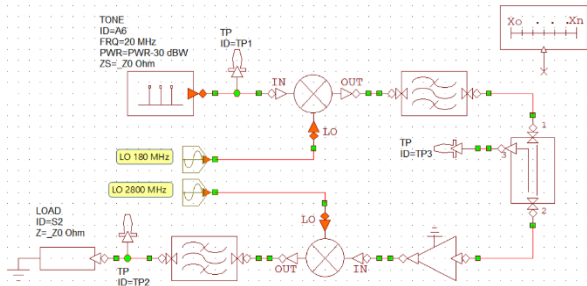 TONE
ID=A6
FRQ=20 MHz
PWR=PWR-30 dBW
ZS=_Z0 Ohm
TP
ID=TP1
Xo . . . Xn
IN
OUT
LO
1
TP
ID=TP3
3
2
LO 180 MHz
LO 2800 MHz
LOAD
ID=S2
Z=_Z0 Ohm
LO
OUT
IN
TP
ID=TP2